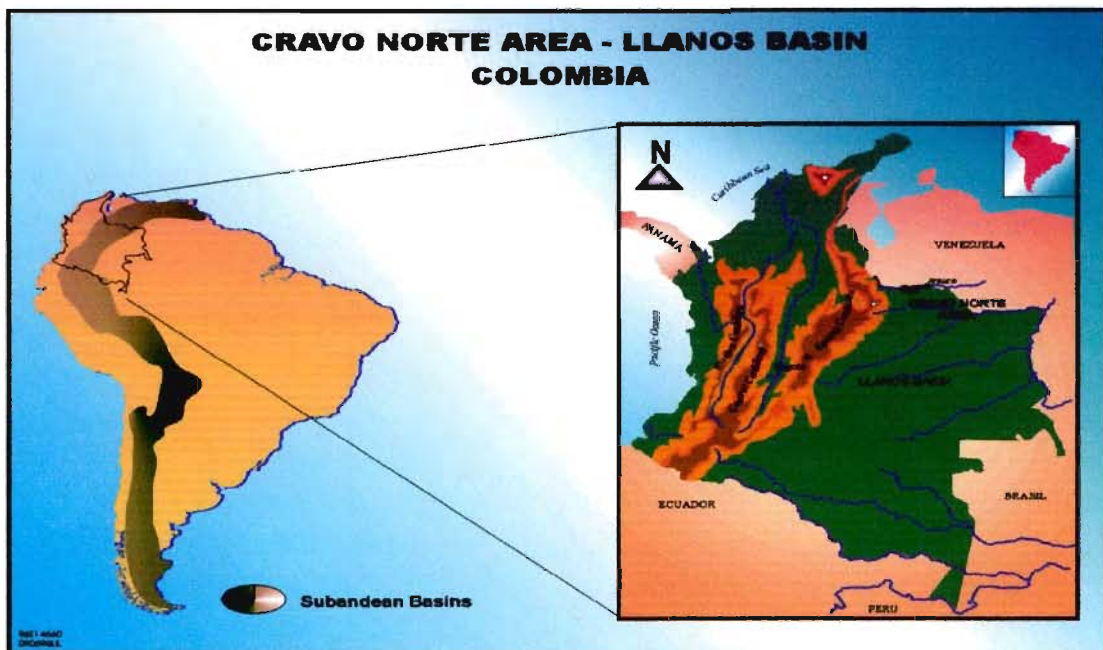 CRAVO NORTE AREA - LLANOS BASIN
COLOMBIA
N
Caribbean Sea
PANAMA
VENEZUELA
Arauco
NORTE
Pacific Ocean
LLANOS BASIN
ECUADOR
BRASIL
PERU
Subandean Basins